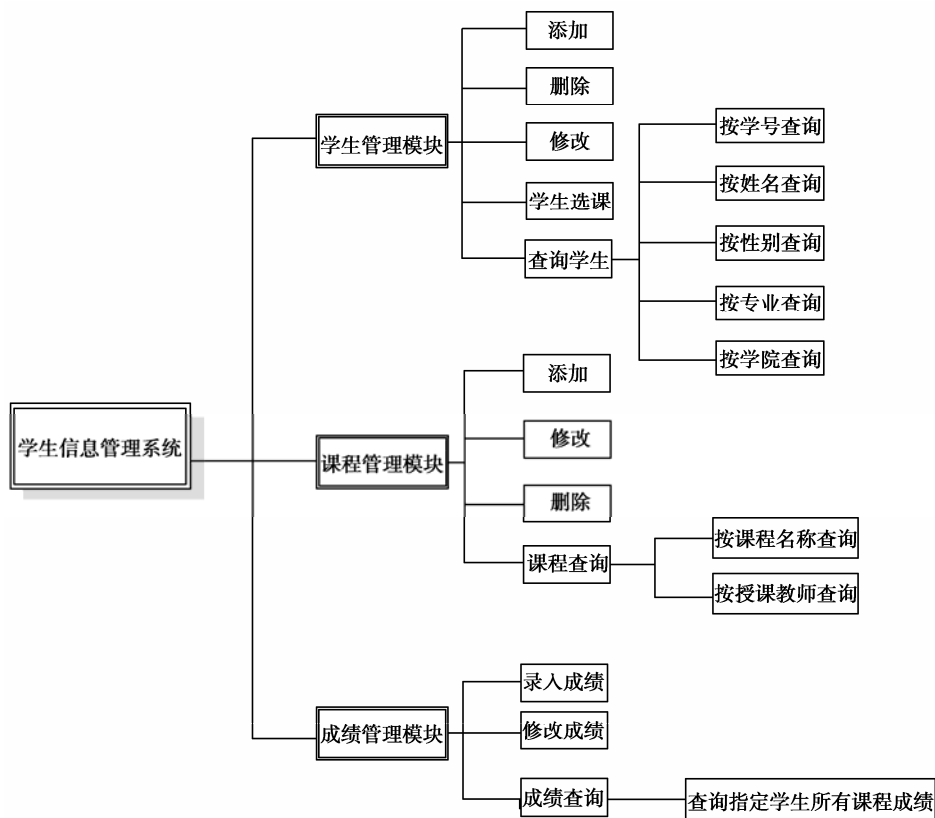 学生信息管理系统
学生管理模块
添加
删除
修改
学生选课
查询学生
按学号查询
按姓名查询
按性别查询
按专业查询
按学院查询
课程管理模块
添加
修改
删除
课程查询
按课程名称查询
按授课教师查询
成绩管理模块
录入成绩
修改成绩
成绩查询
查询指定学生所有课程成绩